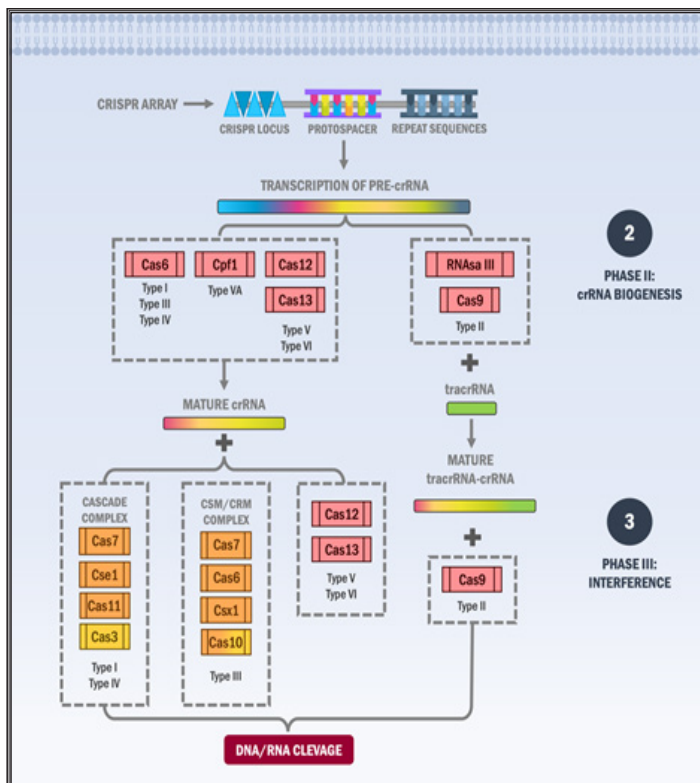 CRISPR ARRAY
CRISPR LOCUS
PROTOSPACER
REPEAT SEQUENCES
TRANSCRIPTION OF PRE-crRNA
Cas6
Type I
Type III
Type IV
Cpf1
Type VA
Cas12
Cas13
Type V
Type VI
RNAsa III
Cas9
Type II
2
PHASE II:
crRNA BIOGENESIS
MATURE crRNA
tracrRNA
MATURE
tracrRNA-crRNA
CASCADE
COMPLEX
Cas7
Cse1
Cas11
Cas3
Type I
Type IV
CSM/CRM
COMPLEX
Cas7
Cas6
Csx1
Cas10
Type III
Cas12
Cas13
Type V
Type VI
Cas9
Type II
3
PHASE III:
INTERFERENCE
DNA/RNA CLEVAGE